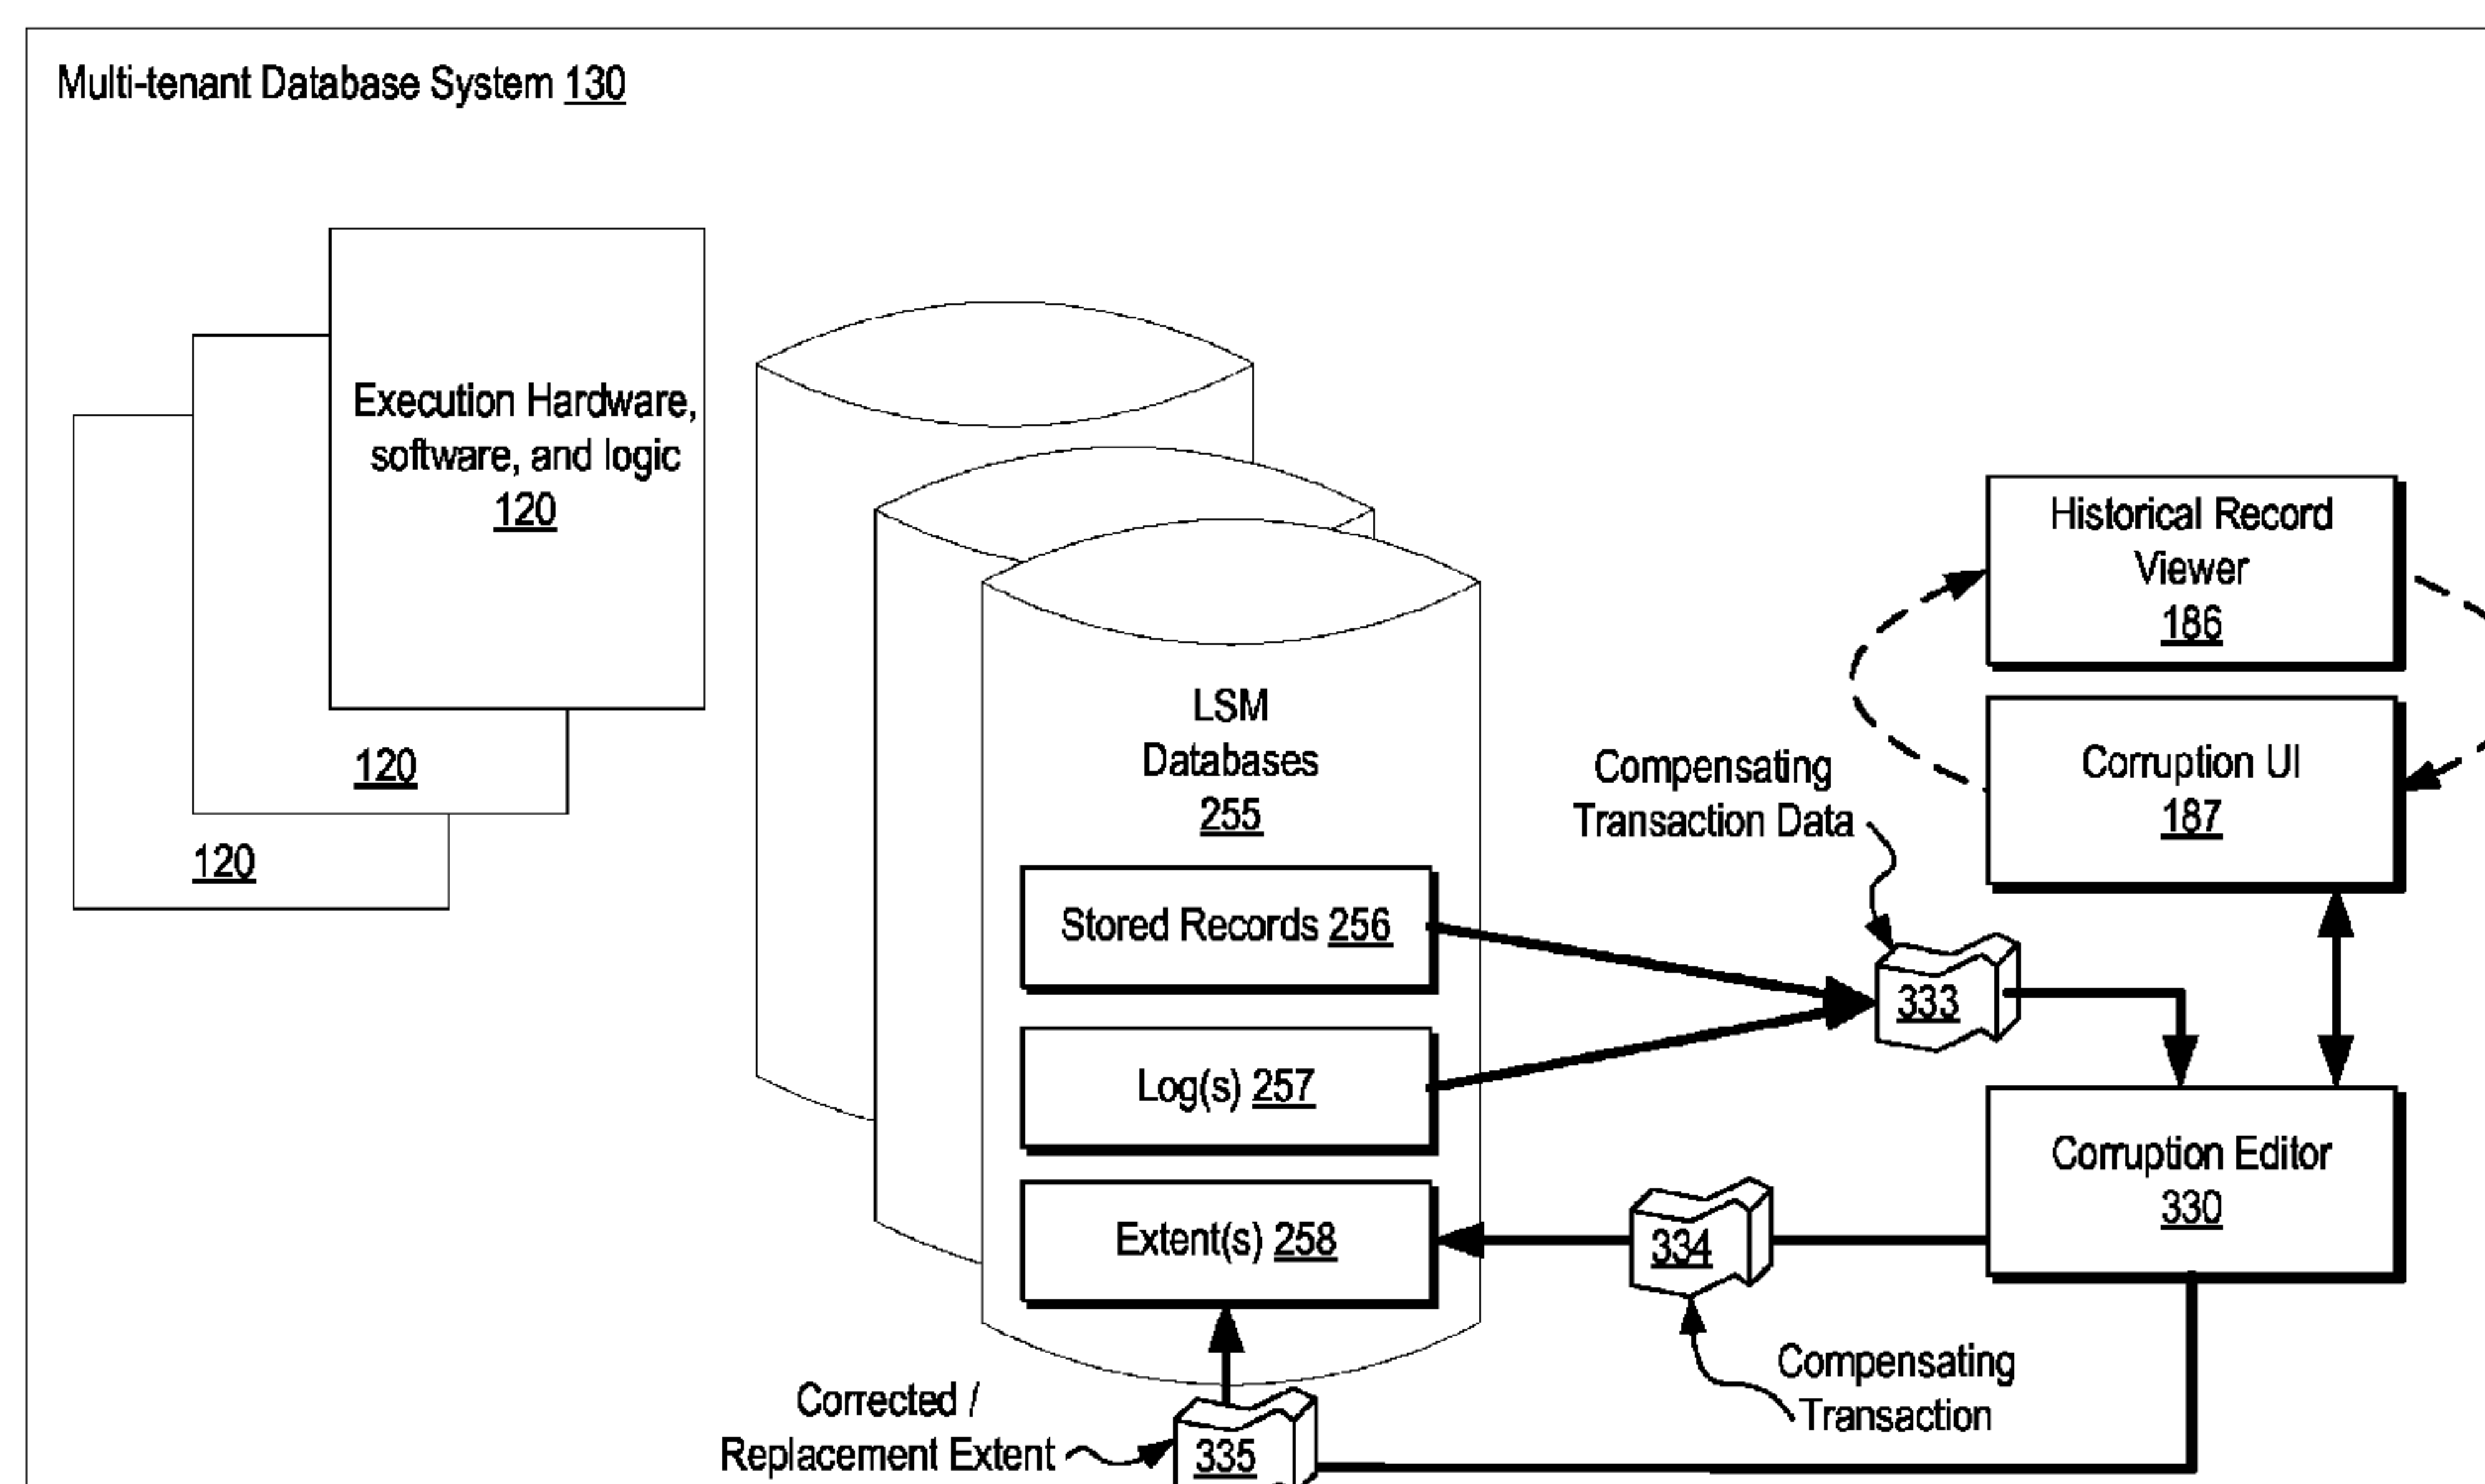 Multi-tenant Database System 130
Execution Hardware,
software, and logic
120
120
120
LSM
Databases
255
Stored Records 256
Log(s) 257
Extent(s) 258
Historical Record
Viewer
186
Corruption UI
187
Compensating
Transaction Data
333
Corruption Editor
330
334
Compensating
Transaction
Corrected /
Replacement Extent
335